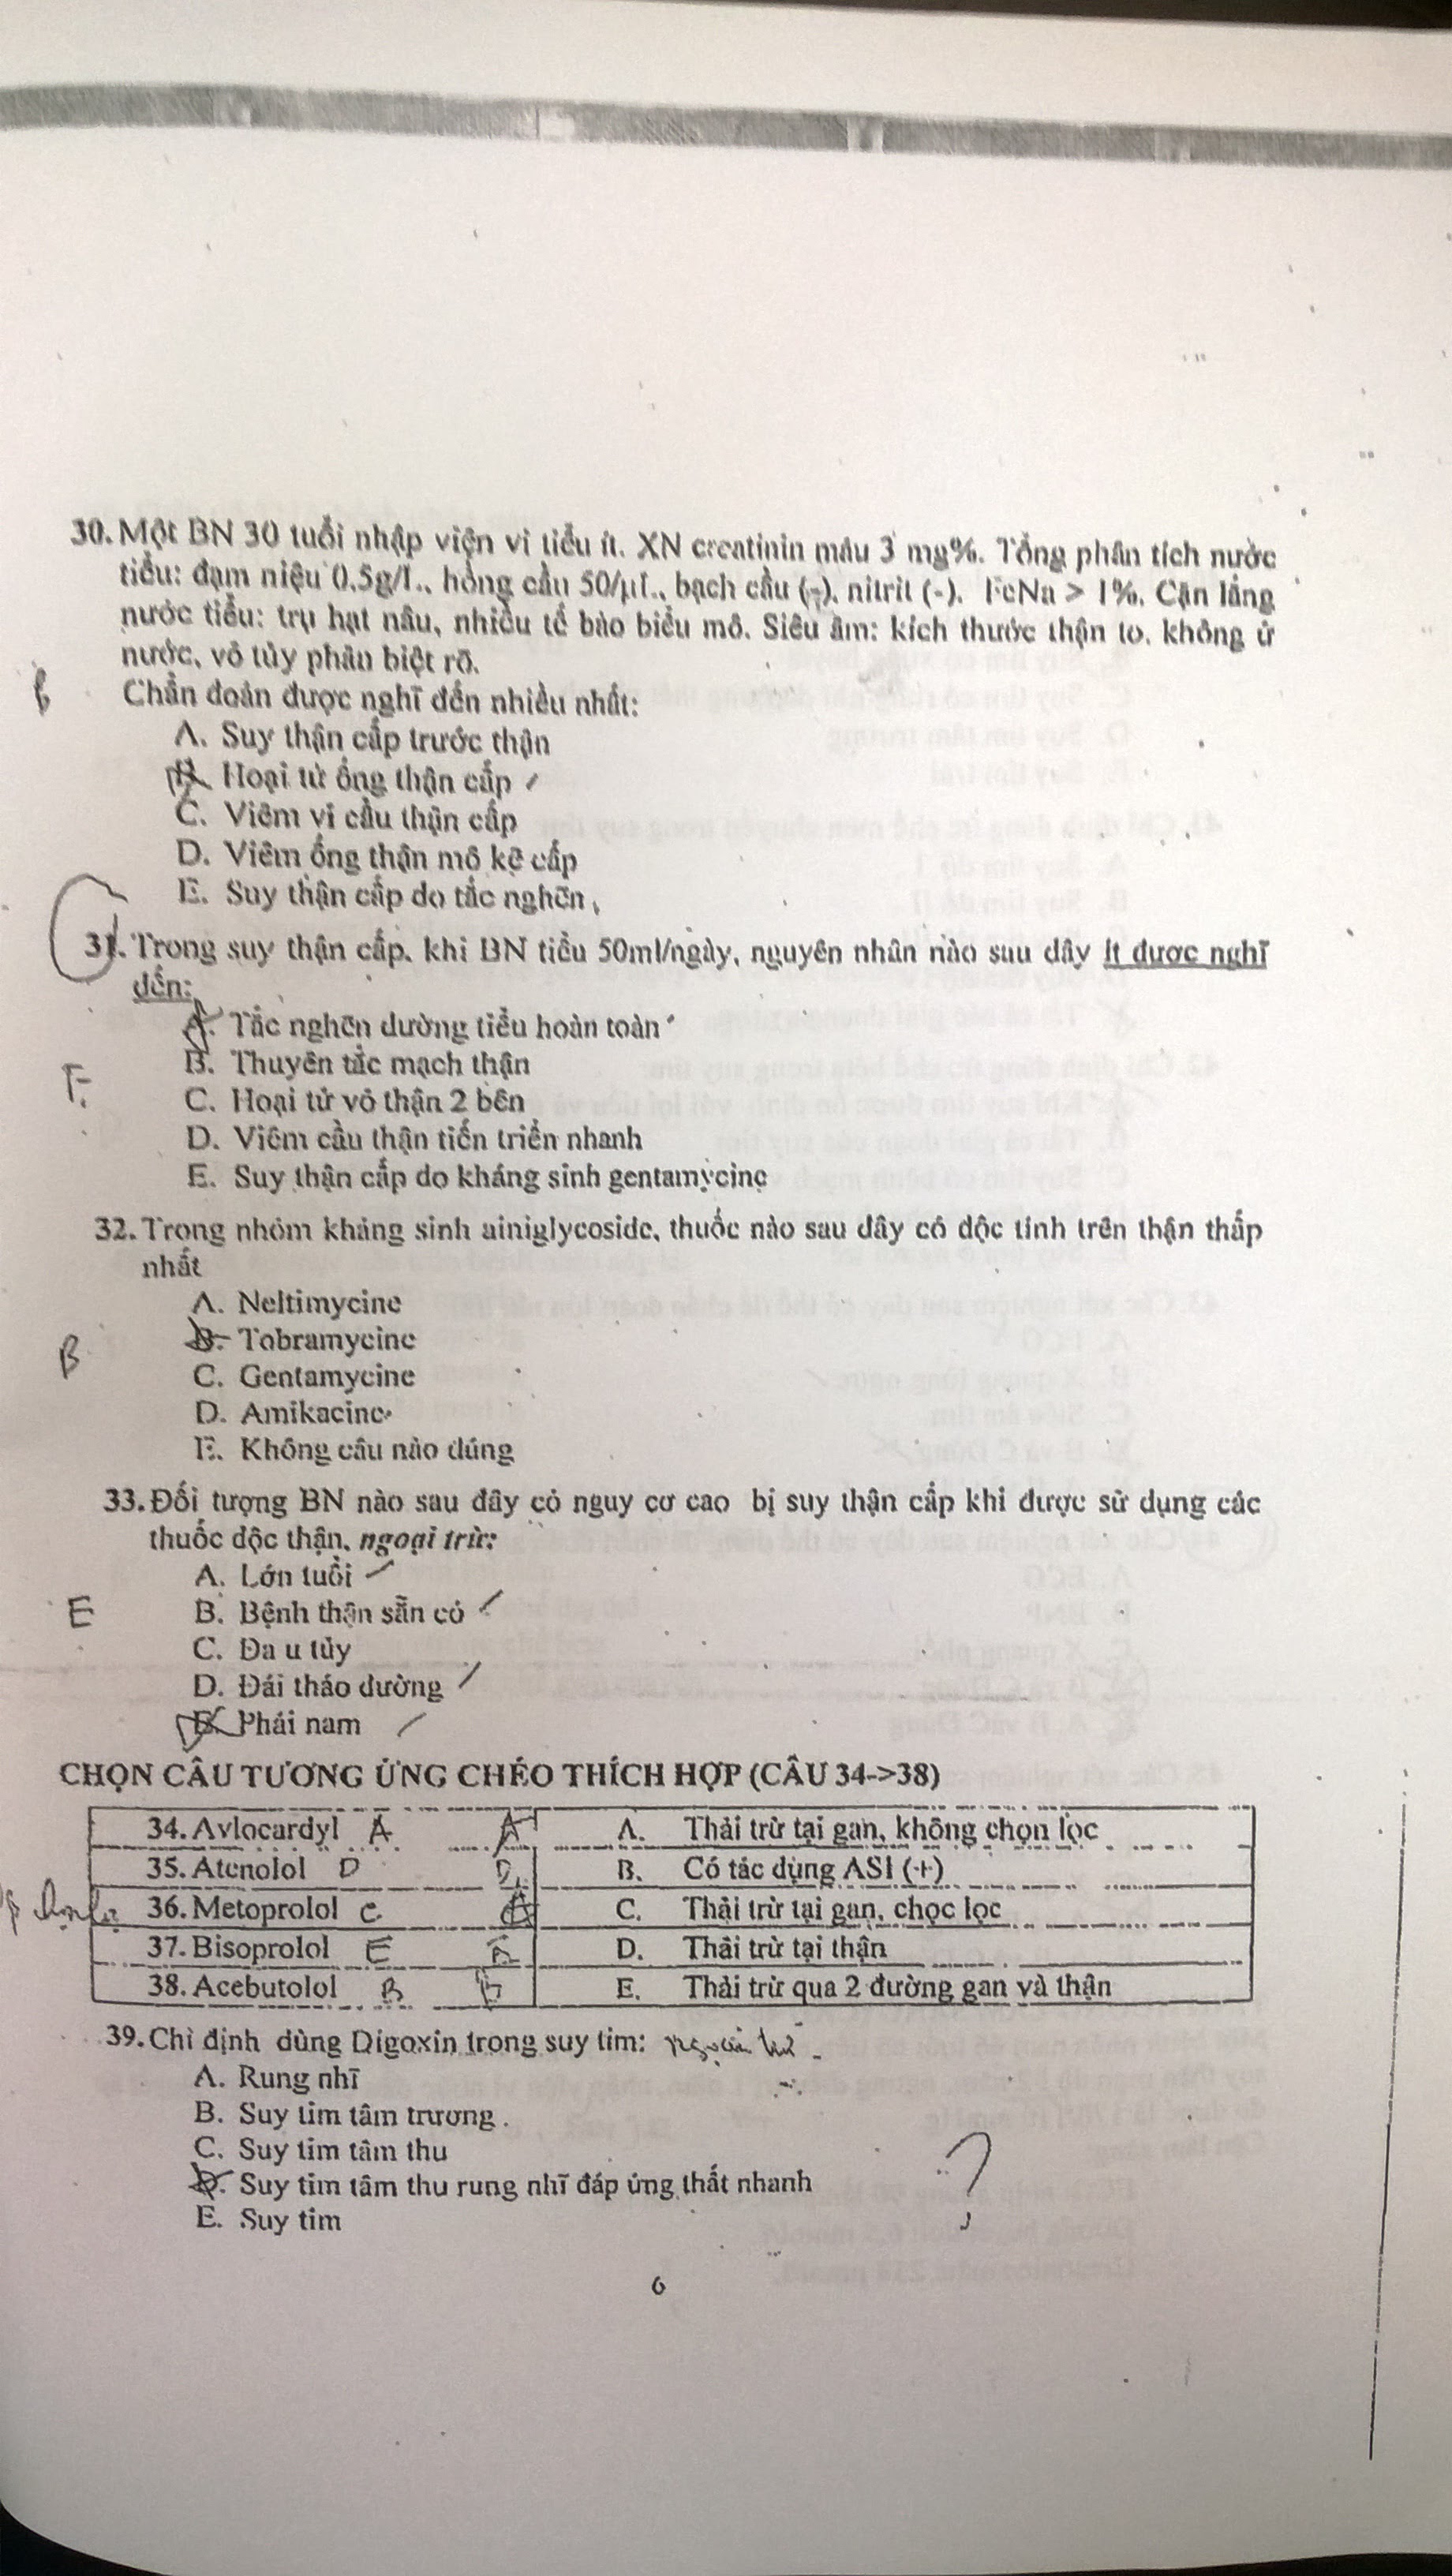 30. Một BN 30 tuổi nhập viện vì tiểu ít. XN creatinin máu 3 mg%. Tổng phân tích nước
tiểu: đạm niệu 0.5g/L., hồng cầu 50/µL., bạch cầu (-). nitrit (-). FeNa > 1%. Cặn lắng
nước tiểu: trụ hạt nâu, nhiều tế bào biểu mô. Siêu âm: kích thước thận to. không ứ
nước, vỏ tủy phân biệt rõ.
Chẩn đoán được nghĩ đến nhiều nhất:
A. Suy thận cấp trước thận
B. Hoại tử ống thận cấp
C. Viêm vi cầu thận cấp
D. Viêm ống thận mô kẽ cấp
E. Suy thận cấp do tắc nghẽn
31. Trong suy thận cấp. khi BN tiểu 50ml/ngày, nguyên nhân nào sau đây ít được nghĩ
đến:
A. Tắc nghẽn đường tiểu hoàn toàn
B. Thuyên tắc mạch thận
E.
C. Hoại tử vỏ thận 2 bên
D. Viêm cầu thận tiến triển nhanh
E. Suy thận cấp do kháng sinh gentamycine
32. Trong nhóm kháng sinh ainiglycoside, thuốc nào sau đây có độc tính trên thận thấp
nhất
A. Neltimycine
B B. Tobramycine
C. Gentamycine
D. Amikacine
E. Không câu nào đúng
33. Đối tượng BN nào sau đây có nguy cơ cao bị suy thận cấp khi được sử dụng các
thuốc độc thận, ngoại trừ:
A. Lớn tuổi
E B. Bệnh thận sẵn có
C. Đa u tủy
D. Đái tháo đường
E. Phái nam
CHỌN CÂU TƯƠNG ỨNG CHÉO THÍCH HỢP (CÂU 34->38)
34. Avlocardyl A A A. Thải trừ tại gan, không chọn lọc
35. Atenolol D D B. Có tác dụng ASI (+)
36. Metoprolol C C. Thải trừ tại gan, chọc lọc
37. Bisoprolol E D. Thải trừ tại thận
38. Acebutolol B B E. Thải trừ qua 2 đường gan và thận
39. Chỉ định dùng Digoxin trong suy tim: ngoại trừ
A. Rung nhĩ
B. Suy tim tâm trương.
C. Suy tim tâm thu
D. Suy tim tâm thu rung nhĩ đáp ứng thất nhanh
?
E. Suy tim
6